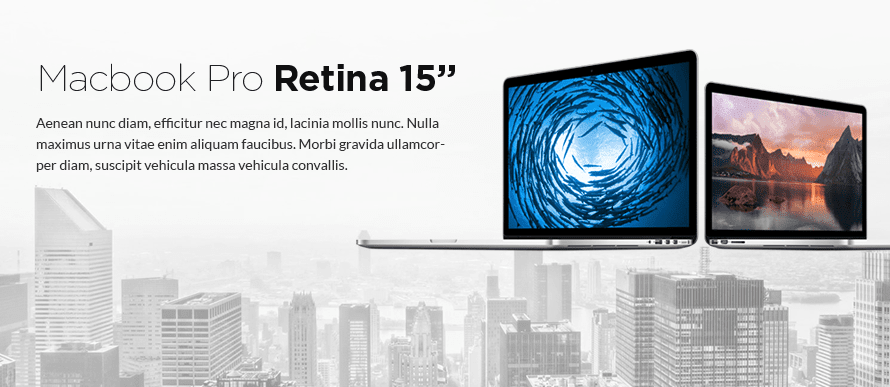 Macbook Pro Retina 15”
Aenean nunc diam, efficitur nec magna id, lacinia mollis nunc. Nulla
maximus urna vitae enim aliquam faucibus. Morbi gravida ullamcor-
per diam, suscipit vehicula massa vehicula convallis.